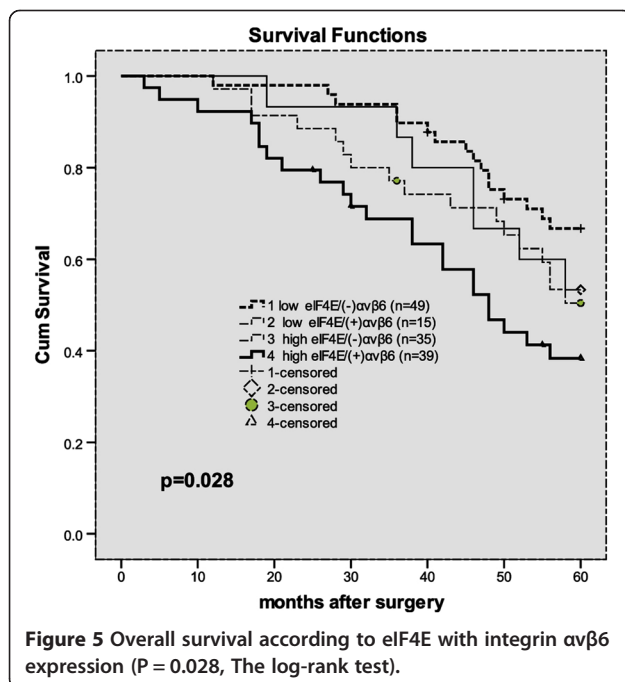 Survival Functions
1.0
0.8
0.6
0.4
0.2
0.0
Cum Survival
1 low eIF4E/(-)αvβ6 (n=49)
2 low eIF4E/(+)αvβ6 (n=15)
3 high eIF4E/(-)αvβ6 (n=35)
4 high eIF4E/(+)αvβ6 (n=39)
1-censored
2-censored
3-censored
4-censored
p=0.028
0 10 20 30 40 50 60
months after surgery
Figure 5 Overall survival according to eIF4E with integrin αvβ6
expression (P = 0.028, The log-rank test).